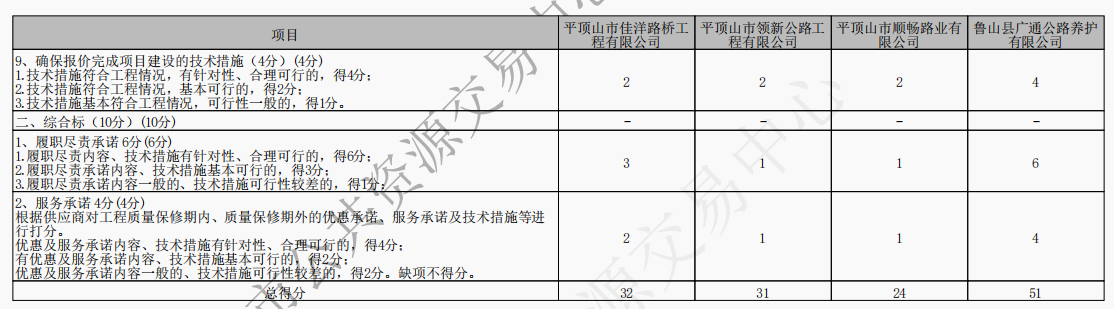 项目
平顶山市佳洋路桥工
程有限公司
平顶山市领新公路工
程有限公司
平顶山市顺畅路业有
限公司
鲁山县广通公路养护
有限公司
9、确保报价完成项目建设的技术措施（4分）(4分)
1.技术措施符合工程情况，有针对性、合理可行的，得4分；
2.技术措施符合工程情况，基本可行的，得2分；
3.技术措施基本符合工程情况，可行性一般的，得1分。
2
2
2
4
二、综合标（10分）(10分)
－
－
－
－
1、履职尽责承诺 6分(6分)
1.履职尽责内容、技术措施有针对性、合理可行的，得6分；
2.履职尽责承诺内容、技术措施基本可行的，得3分；
3.履职尽责承诺内容一般的、技术措施可行性较差的，得1分；
3
1
1
6
2、服务承诺 4分(4分)
根据供应商对工程质量保修期内、质量保修期外的优惠承诺、服务承诺及技术措施等进
行打分。
优惠及服务承诺内容、技术措施有针对性、合理可行的，得4分；
有优惠及服务承诺内容、技术措施基本可行的，得2分；
优惠及服务承诺内容一般的、技术措施可行性较差的，得2分。缺项不得分。
2
1
1
4
总得分
32
31
24
51
市公共资源交易中心
源交易中心